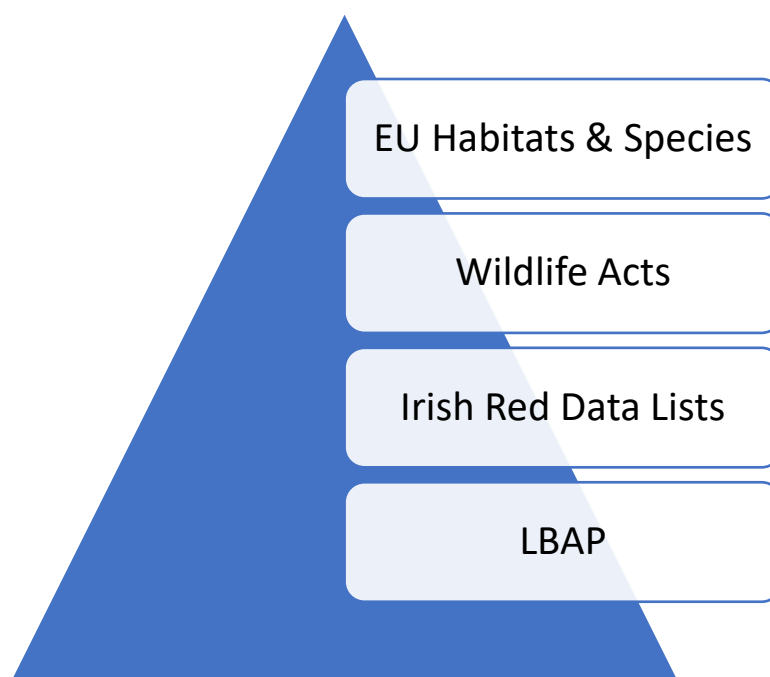 EU Habitats & Species
Wildlife Acts
Irish Red Data Lists
LBAP